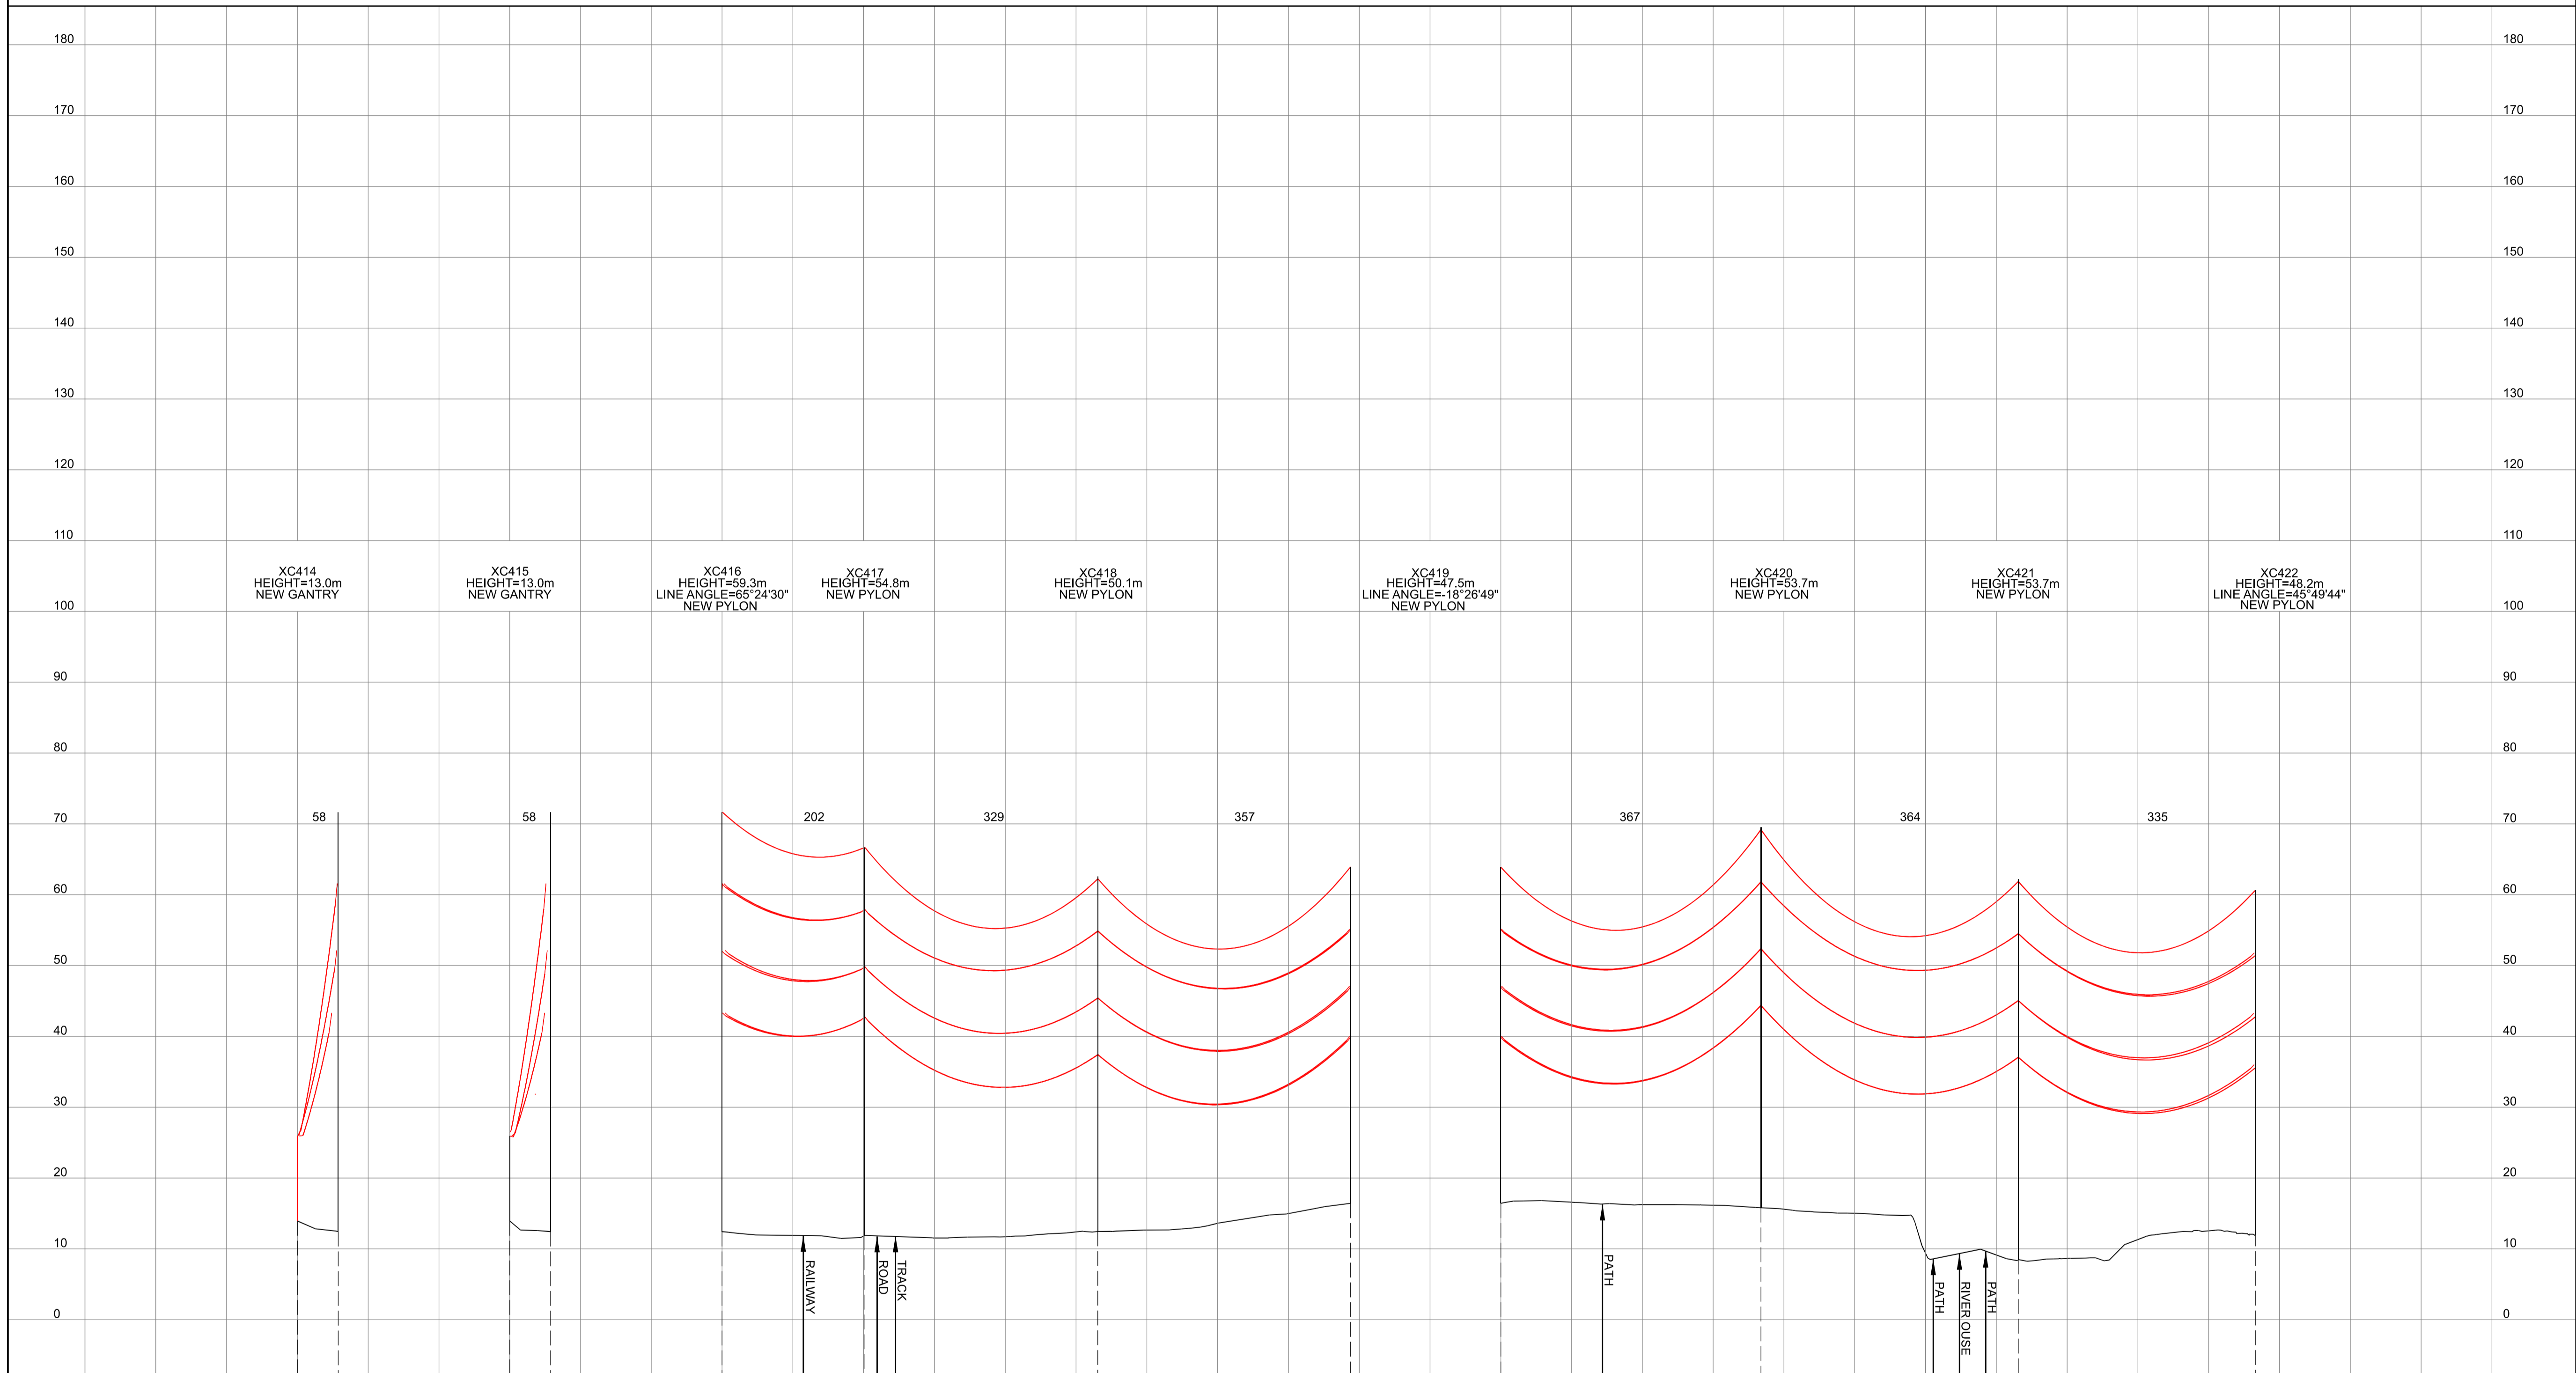 180 180
170 170
160 160
150 150
140 140
130 130
120 120
110 110
XC414
HEIGHT=13.0m
NEW GANTRY
XC415
HEIGHT=13.0m
NEW GANTRY
XC416
HEIGHT=59.3m
LINE ANGLE=65°24'30"
NEW PYLON
XC417
HEIGHT=54.8m
NEW PYLON
XC418
HEIGHT=50.1m
NEW PYLON
XC419
HEIGHT=47.5m
LINE ANGLE=-18°26'49"
NEW PYLON
XC420
HEIGHT=53.7m
NEW PYLON
XC421
HEIGHT=53.7m
NEW PYLON
XC422
HEIGHT=48.2m
LINE ANGLE=45°49'44"
NEW PYLON
100 100
90 90
80 80
70 58 58 202 329 357 367 364 335 70
60 60
50 50
40 40
30 30
20 20
10 10
RAILWAY
ROAD
TRACK
PATH
PATH
RIVER OUSE
PATH
0 0